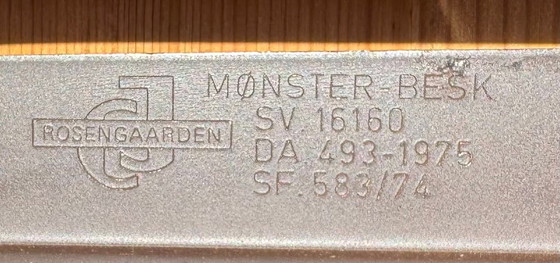 MØNSTER-BESK
SV. 16160
ROSENGAARDEN
DA. 493-1975
SF. 583/74